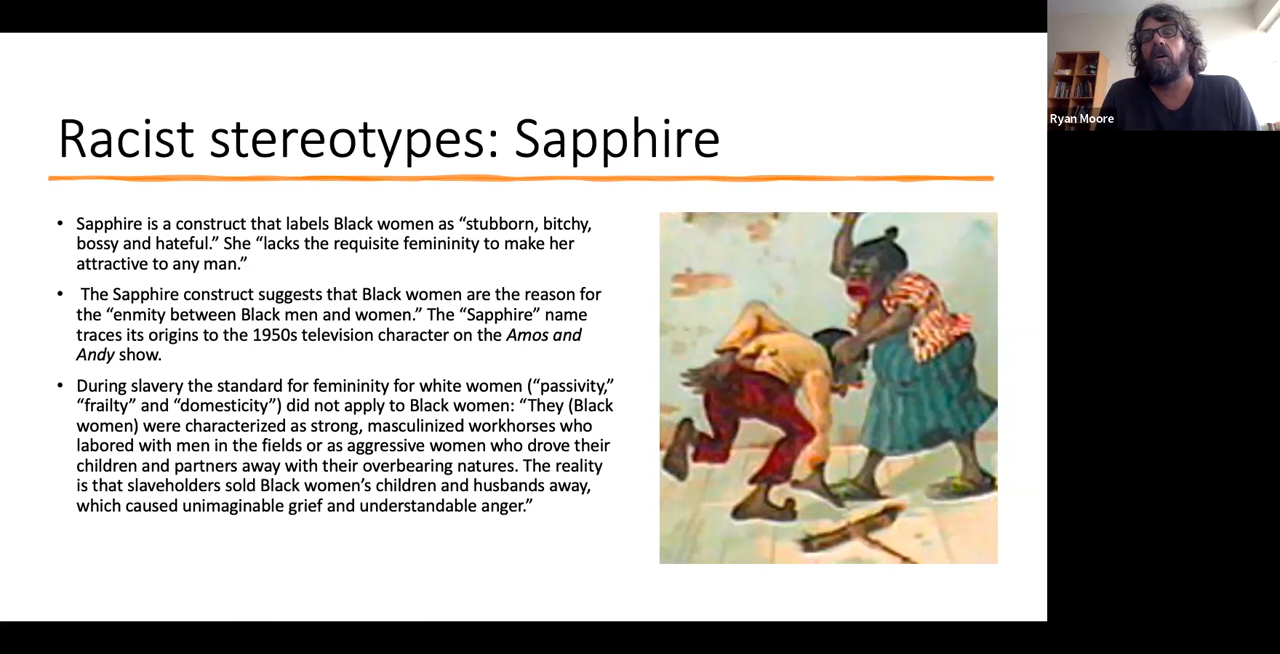 Racist stereotypes: Sapphire
• Sapphire is a construct that labels Black women as “stubborn, bitchy,
bossy and hateful.” She “lacks the requisite femininity to make her
attractive to any man.”
• The Sapphire construct suggests that Black women are the reason for
the “enmity between Black men and women.” The “Sapphire” name
traces its origins to the 1950s television character on the Amos and
Andy show.
• During slavery the standard for femininity for white women (“passivity,”
“frailty” and “domesticity”) did not apply to Black women: “They (Black
women) were characterized as strong, masculinized workhorses who
labored with men in the fields or as aggressive women who drove their
children and partners away with their overbearing natures. The reality
is that slaveholders sold Black women’s children and husbands away,
which caused unimaginable grief and understandable anger.”
Ryan Moore